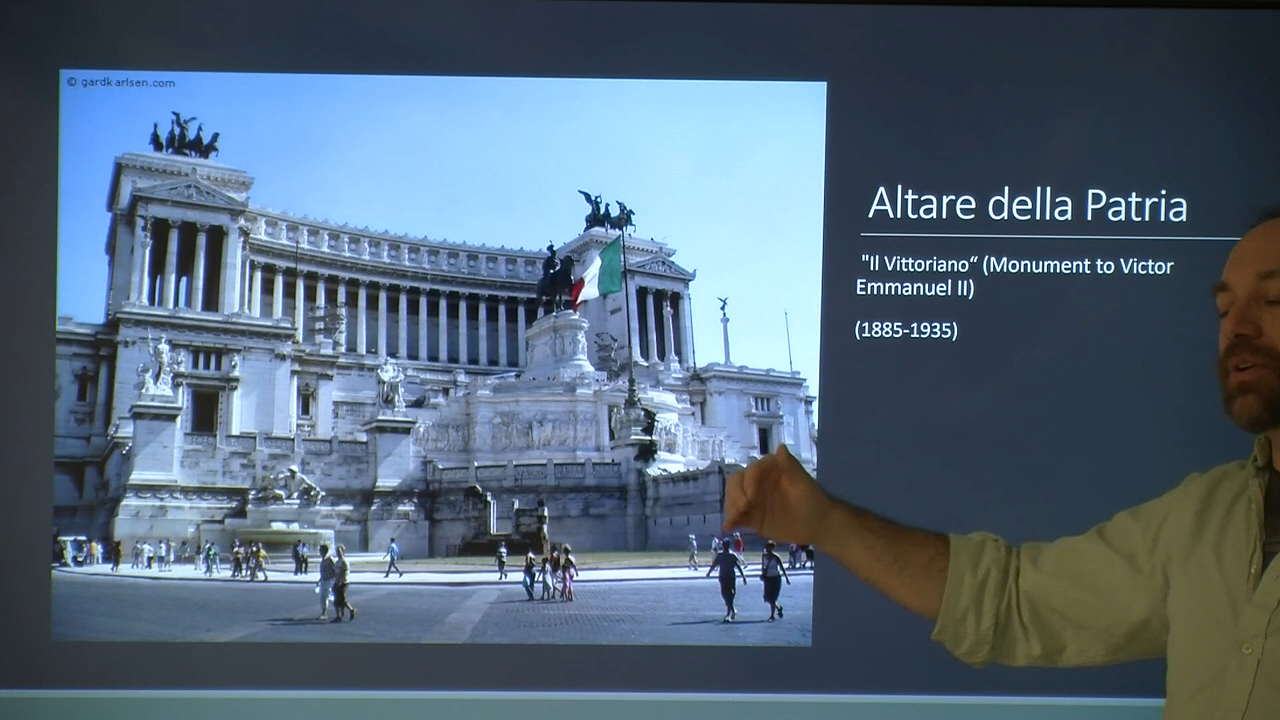 © gardkarlsen.com
Altare della Patria
"Il Vittoriano“ (Monument to Victor
Emmanuel II)
(1885-1935)